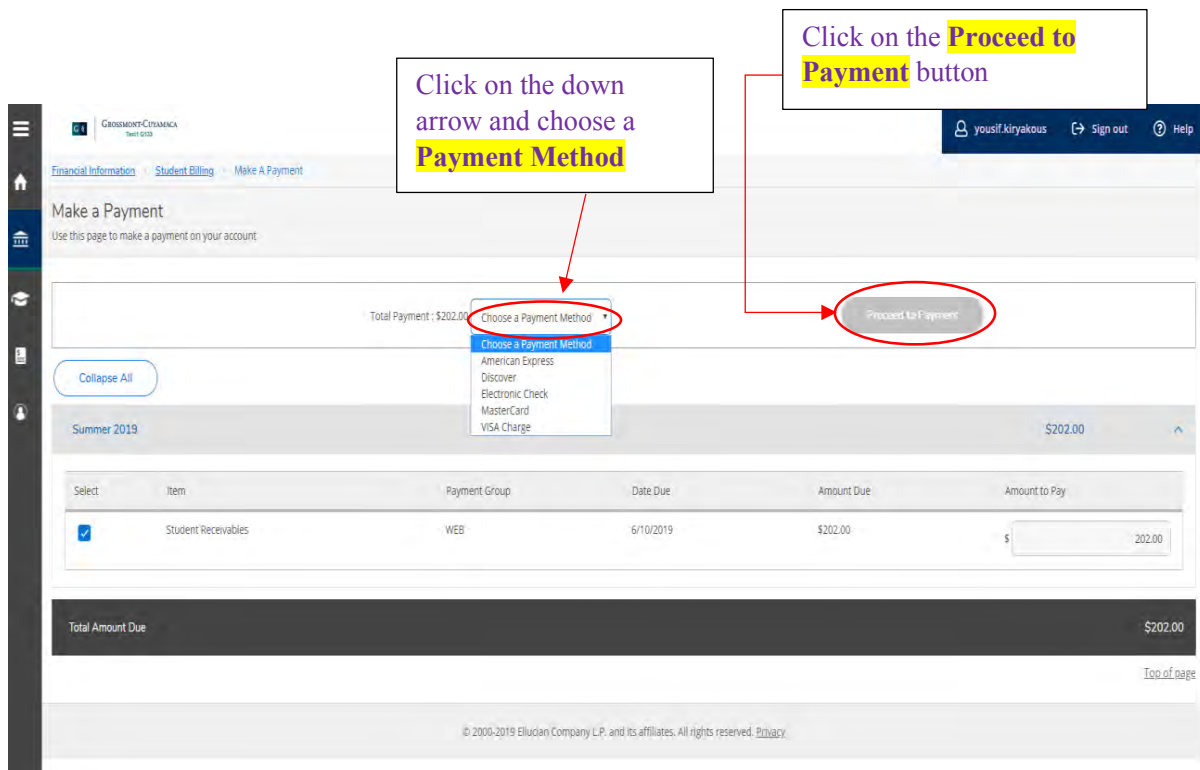 Click on the Proceed to
Payment button
Click on the down
arrow and choose a
Payment Method
GROSSMONT-CUYAMACA
yousif.kiryakous
Sign out
Help
Financial Information
Student Billing
Make A Payment
Make a Payment
Use this page to make a payment on your account
Total Payment : $202.00
Choose a Payment Method
Proceed to Payment
Choose a Payment Method
American Express
Discover
Electronic Check
MasterCard
VISA Charge
Collapse All
Summer 2019
$202.00
Select
Item
Payment Group
Date Due
Amount Due
Amount to Pay
Student Receivables
WEB
6/10/2019
$202.00
$
202.00
Total Amount Due
$202.00
Top of page
© 2000-2019 Ellucian Company L.P. and its affiliates. All rights reserved. Privacy